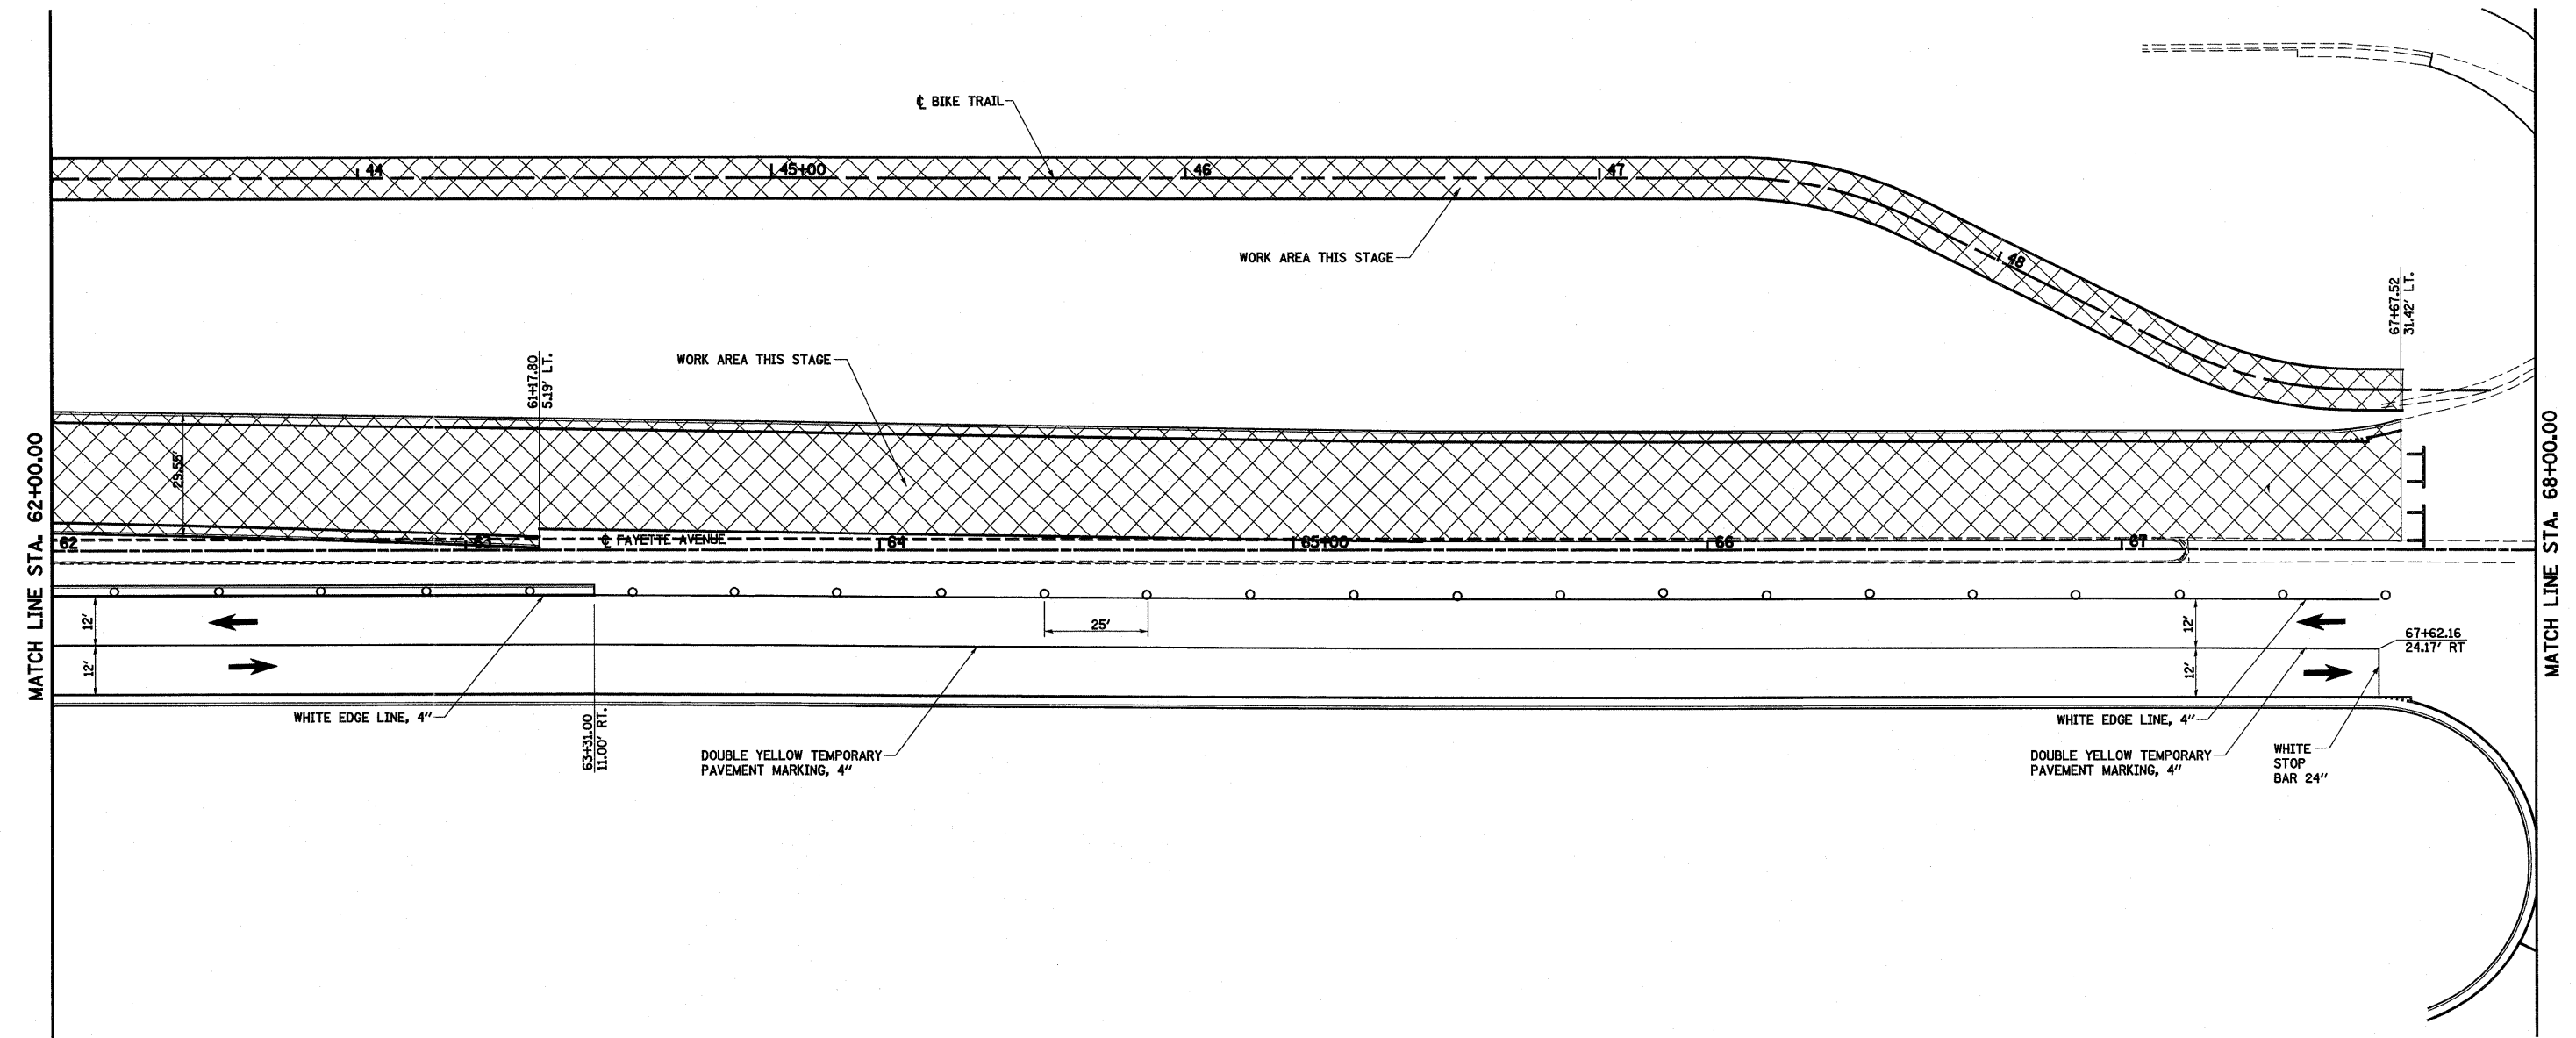 ℄ BIKE TRAIL
44
45+00
46
47
48
WORK AREA THIS STAGE
67+67.52
31.42' LT.
WORK AREA THIS STAGE
61+17.80
5.19' LT.
29.55'
MATCH LINE STA. 62+00.00
MATCH LINE STA. 68+00.00
62
63
℄ FAYETTE AVENUE
64
65+00
66
67
12'
12'
25'
12'
12'
67+62.16
24.17' RT
WHITE EDGE LINE, 4"
63+31.00
11.00' RT.
DOUBLE YELLOW TEMPORARY
PAVEMENT MARKING, 4"
WHITE EDGE LINE, 4"
DOUBLE YELLOW TEMPORARY
PAVEMENT MARKING, 4"
WHITE
STOP
BAR 24"